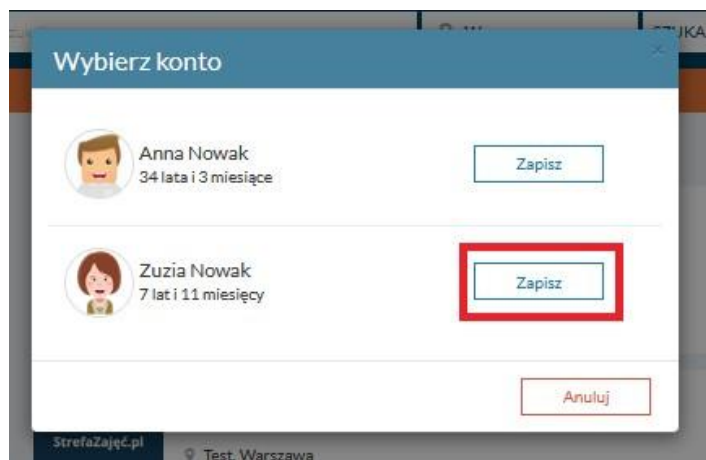 Wybierz konto
Anna Nowak
34 lata i 3 miesiące
Zapisz
Zuzia Nowak
7 lat i 11 miesięcy
Zapisz
Anuluj
StrefaZajęć.pl
Test, Warszawa